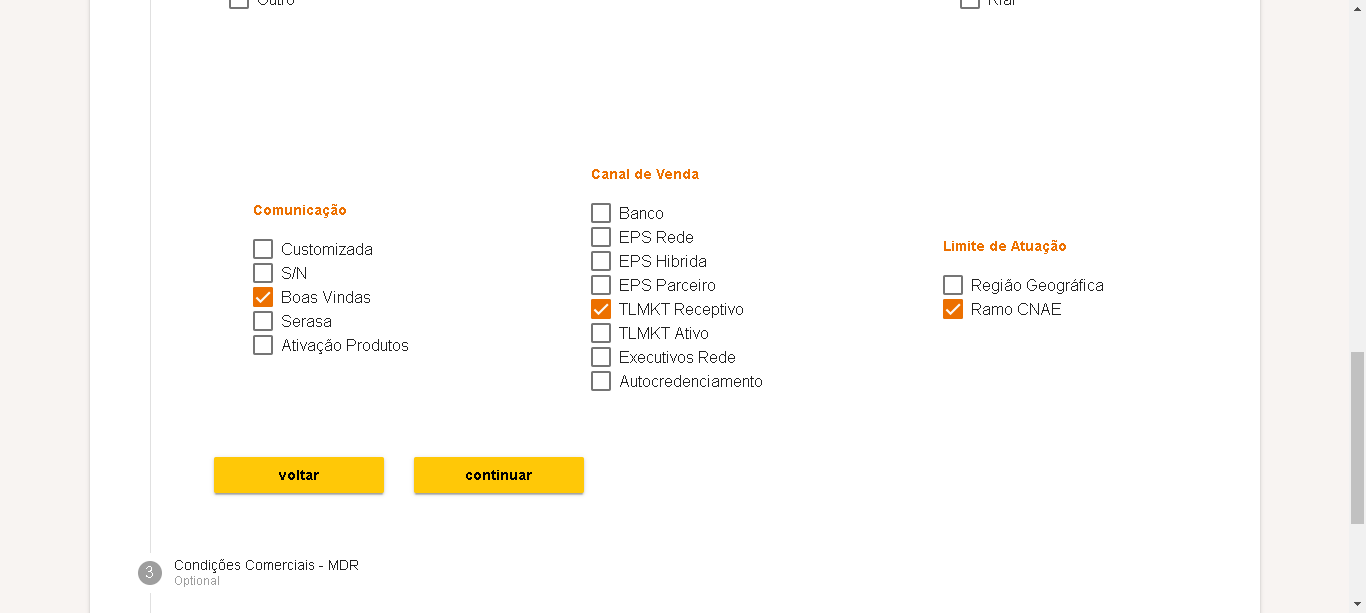 Outro
Canal de Venda
Comunicação
Banco
EPS Rede
Limite de Atuação
Customizada
EPS Hibrida
S/N
EPS Parceiro
Região Geográfica
Boas Vindas
TLMKT Receptivo
Ramo CNAE
Serasa
TLMKT Ativo
Ativação Produtos
Executivos Rede
Autocredenciamento
voltar
continuar
3
Condições Comerciais - MDR
Optional